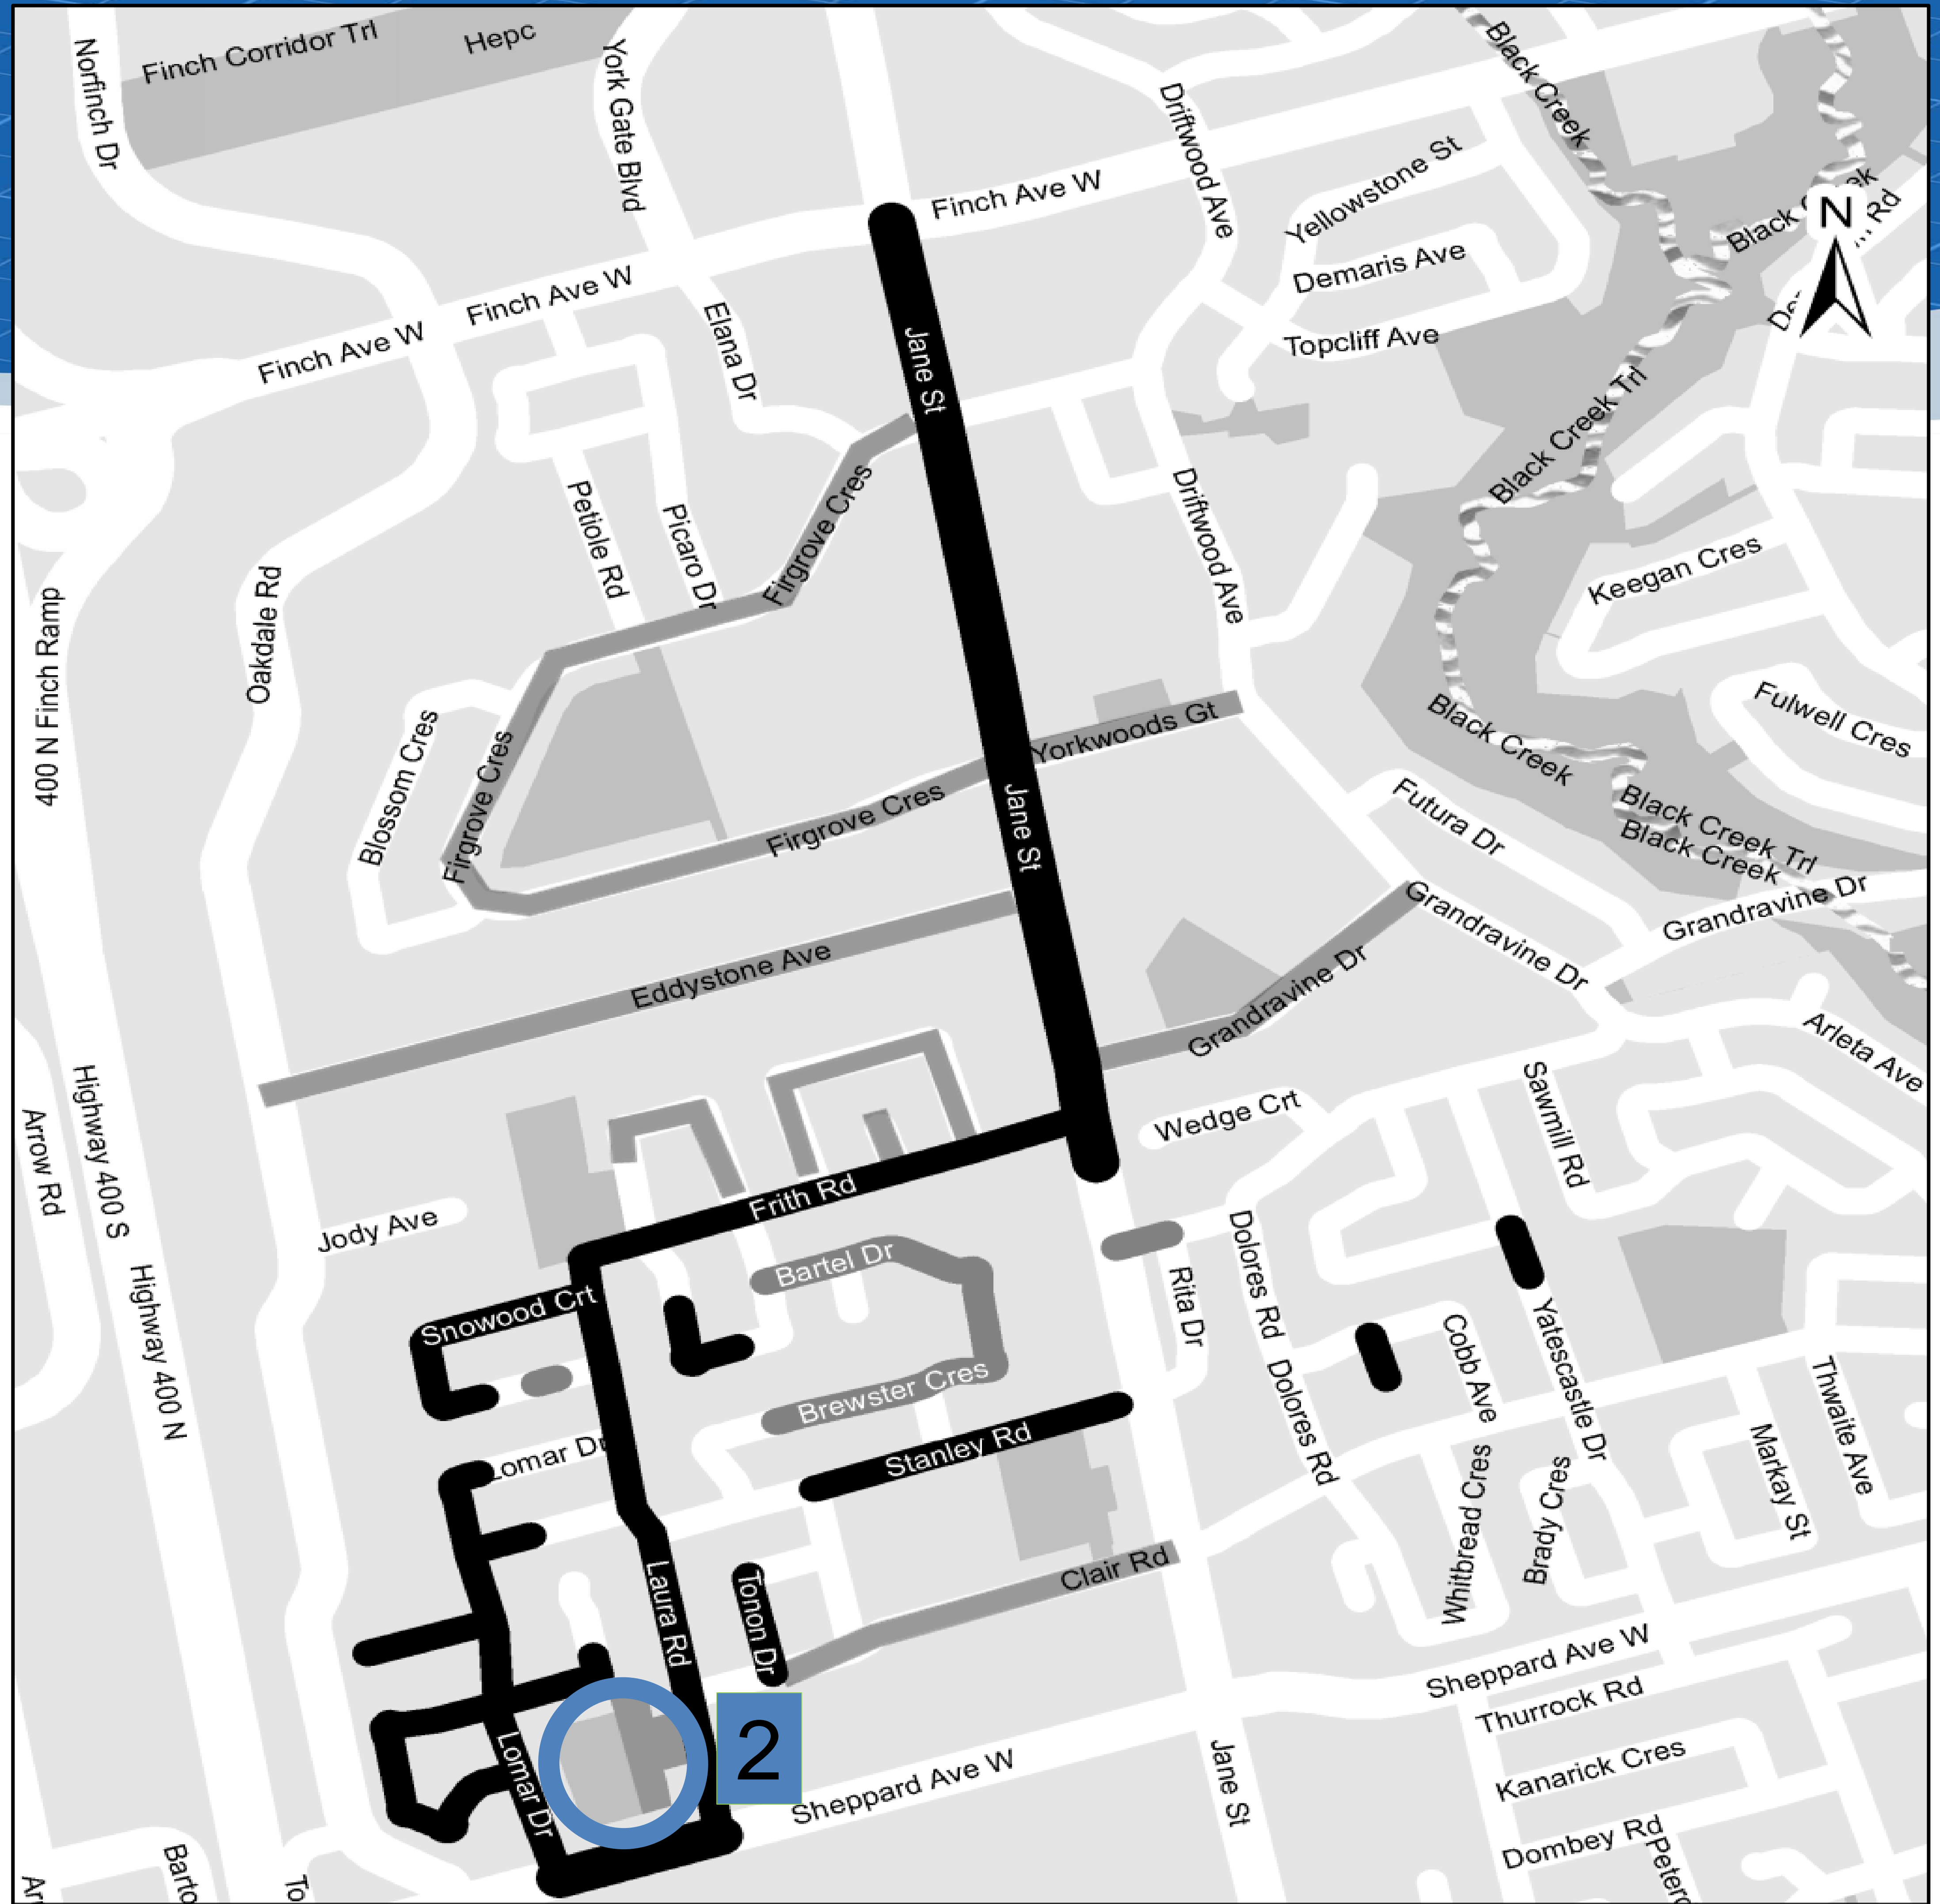 Finch Corridor Trl
Hepc
Norfinch Dr
York Gate Blvd
Black Creek
Driftwood Ave
Finch Ave W
Yellowstone St
Black
Rd
N
Demaris Ave
Finch Ave W
Elana Dr
Finch Ave W
Jane St
Topcliff Ave
Black Creek Trl
Firgrove Cres
Petiole Rd
Picaro Dr
Driftwood Ave
Keegan Cres
Oakdale Rd
400 N Finch Ramp
Blossom Cres
Firgrove Cres
Yorkwoods Gt
Black Creek
Fulwell Cres
Firgrove Cres
Jane St
Futura Dr
Black Creek Trl
Black Creek
Grandravine Dr
Grandravine Dr
Eddystone Ave
Grandravine Dr
Arleta Ave
Highway 400 S
Arrow Rd
Wedge Crt
Sawmill Rd
Frith Rd
Jody Ave
Bartel Dr
Dolores Rd
Rita Dr
Highway 400 N
Snowood Crt
Yatescastle Dr
Cobb Ave
Brewster Cres
Dolores Rd
Thwaite Ave
Lomar Dr
Stanley Rd
Markay St
Whitbread Cres
Brady Cres
Laura Rd
Tonon Dr
Clair Rd
Sheppard Ave W
Thurrock Rd
2
Lomar Dr
Sheppard Ave W
Jane St
Kanarick Cres
Dombey Rd
Barto
To